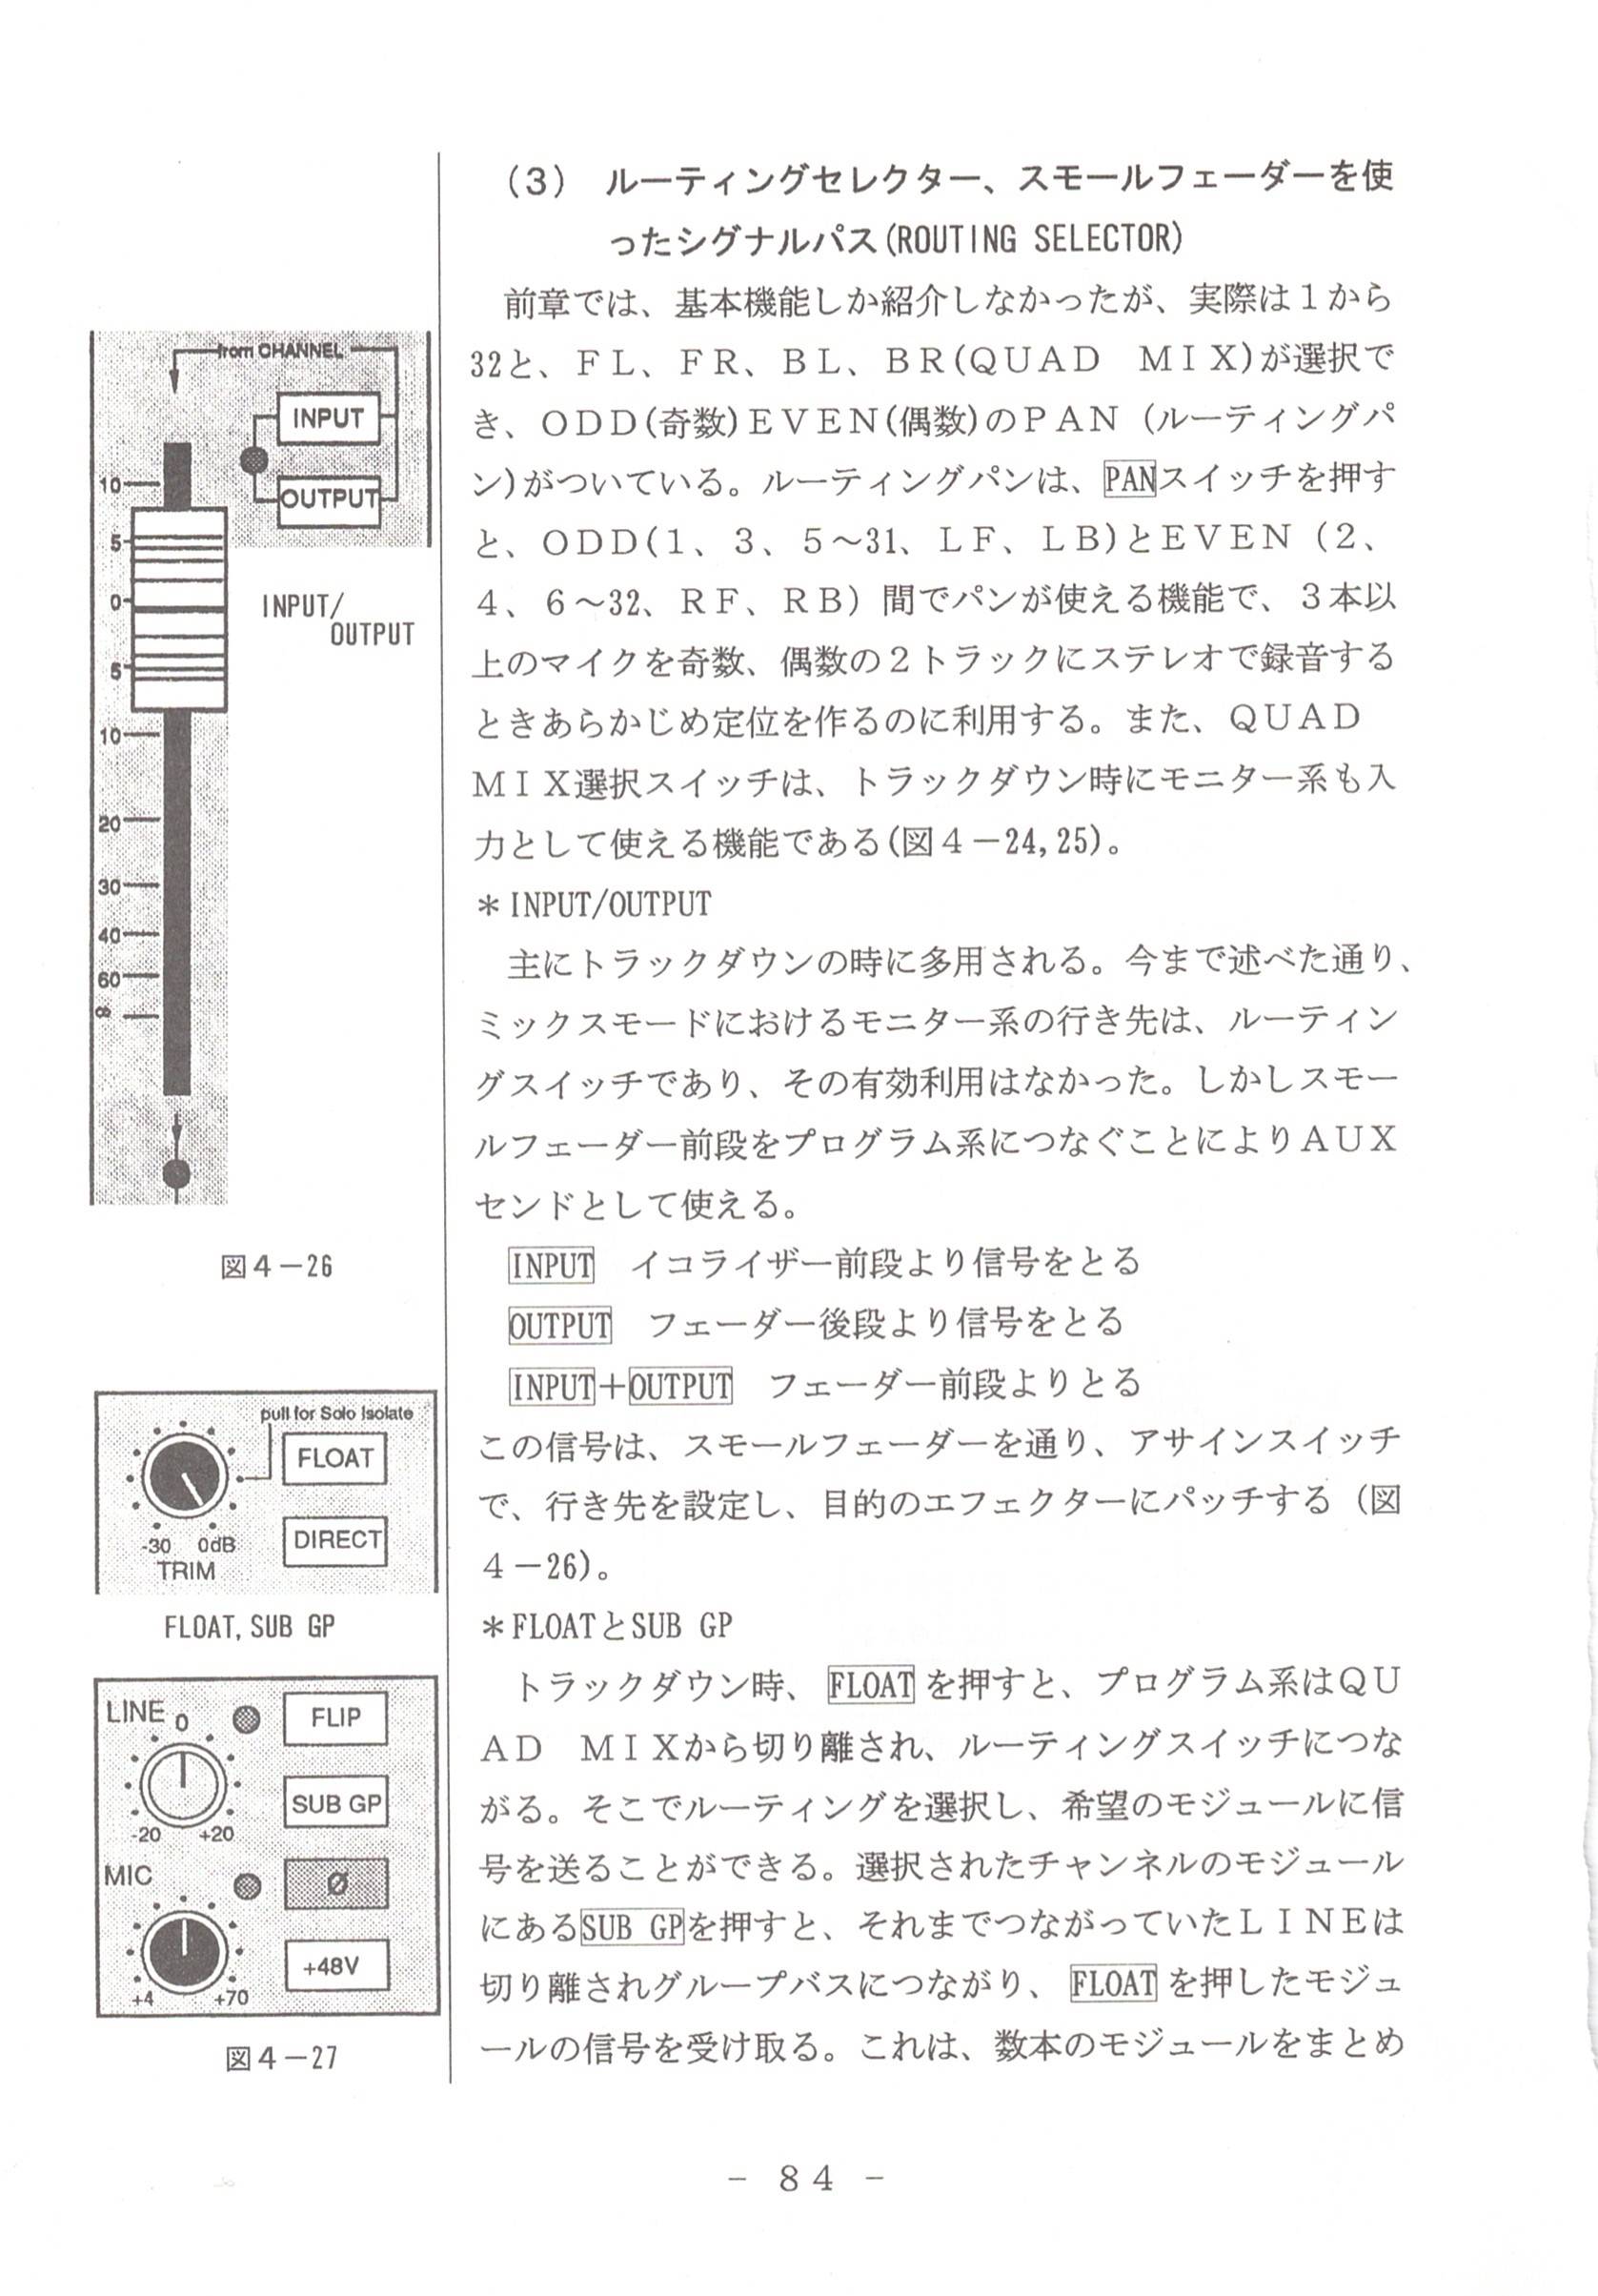 （3）　ルーティングセレクター、スモールフェーダーを使
ったシグナルパス(ROUTING SELECTOR)
前章では、基本機能しか紹介しなかったが、実際は１から
32と、ＦＬ、ＦＲ、ＢＬ、ＢＲ(ＱＵＡＤ　ＭＩＸ)が選択で
き、ＯＤＤ(奇数)ＥＶＥＮ(偶数)のＰＡＮ（ルーティングパ
ン)がついている。ルーティングパンは、PANスイッチを押す
と、ＯＤＤ(１、３、５～31、ＬＦ、ＬＢ)とＥＶＥＮ（２、
４、６～32、ＲＦ、ＲＢ）間でパンが使える機能で、３本以
上のマイクを奇数、偶数の２トラックにステレオで録音する
ときあらかじめ定位を作るのに利用する。また、ＱＵＡＤ
ＭＩＸ選択スイッチは、トラックダウン時にモニター系も入
力として使える機能である(図４－24,25)。
＊INPUT/OUTPUT
主にトラックダウンの時に多用される。今まで述べた通り、
ミックスモードにおけるモニター系の行き先は、ルーティン
グスイッチであり、その有効利用はなかった。しかしスモー
ルフェーダー前段をプログラム系につなぐことによりＡＵＸ
センドとして使える。
INPUT　イコライザー前段より信号をとる
OUTPUT　フェーダー後段より信号をとる
INPUT＋OUTPUT　フェーダー前段よりとる
この信号は、スモールフェーダーを通り、アサインスイッチ
で、行き先を設定し、目的のエフェクターにパッチする（図
４－26)。
＊FLOATとSUB GP
トラックダウン時、FLOATを押すと、プログラム系はＱＵ
ＡＤ　ＭＩＸから切り離され、ルーティングスイッチにつな
がる。そこでルーティングを選択し、希望のモジュールに信
号を送ることができる。選択されたチャンネルのモジュール
にあるSUB GPを押すと、それまでつながっていたＬＩＮＥは
切り離されグループバスにつながり、FLOATを押したモジュ
ールの信号を受け取る。これは、数本のモジュールをまとめ
from CHANNEL
INPUT
OUTPUT
10
5
0
5
10
20
30
40
60
∞
INPUT/
OUTPUT
図４－26
pull for Solo Isolate
FLOAT
DIRECT
-30 0dB
TRIM
FLOAT, SUB GP
LINE 0
FLIP
SUB GP
-20 +20
MIC
Ø
+48V
+4 +70
図４－27
－ 84 －